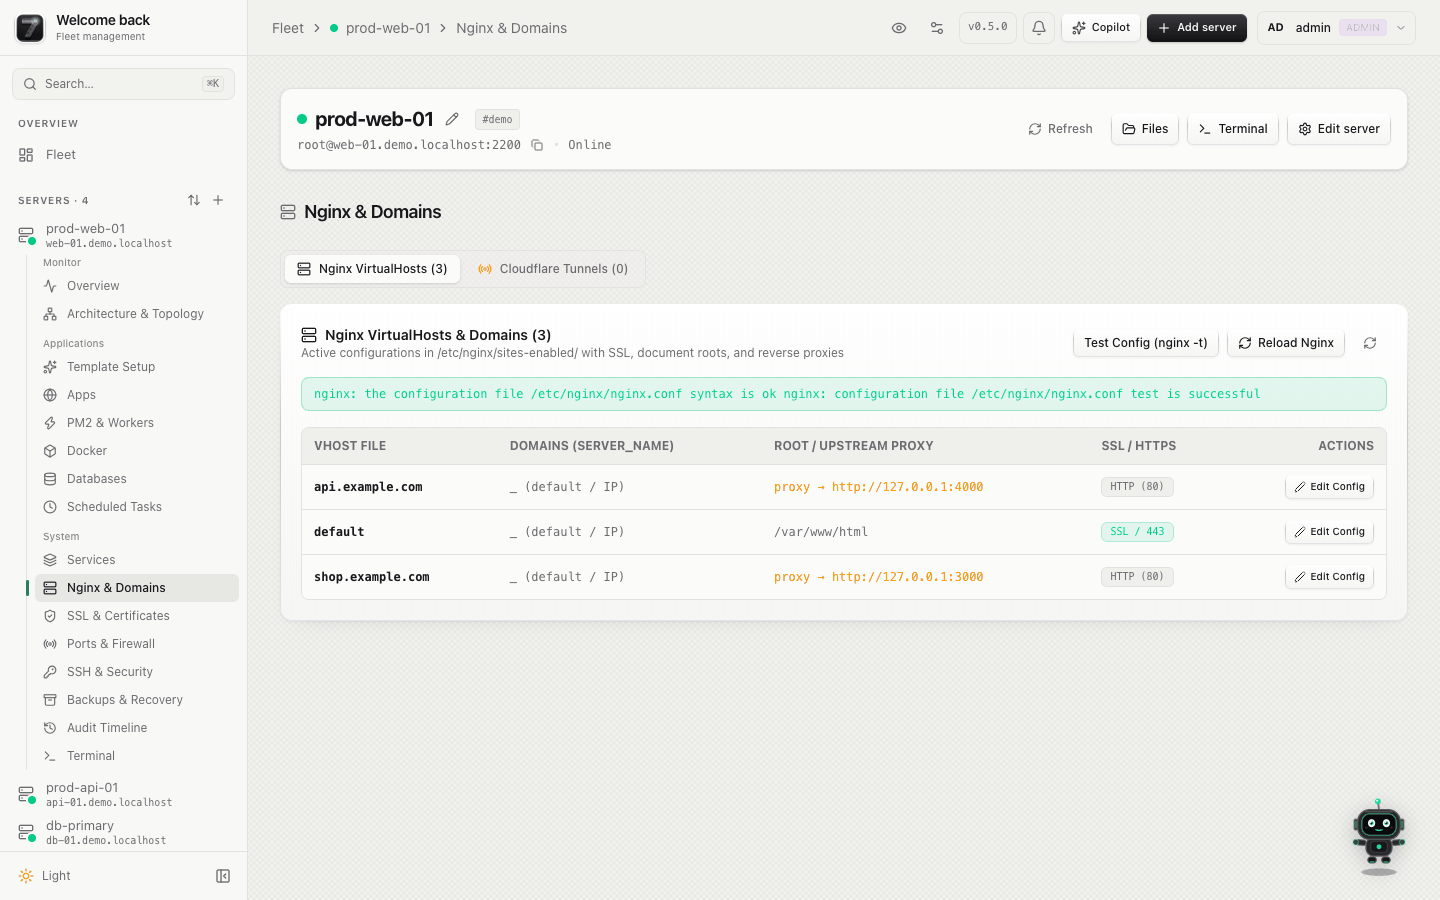 7
Welcome back
Fleet management
Search...
⌘K
OVERVIEW
Fleet
SERVERS · 4
prod-web-01
web-01.demo.localhost
Monitor
Overview
Architecture & Topology
Applications
Template Setup
Apps
PM2 & Workers
Docker
Databases
Scheduled Tasks
System
Services
Nginx & Domains
SSL & Certificates
Ports & Firewall
SSH & Security
Backups & Recovery
Audit Timeline
Terminal
prod-api-01
api-01.demo.localhost
db-primary
db-01.demo.localhost
Light
Fleet > prod-web-01 > Nginx & Domains
v0.5.0
Copilot
+ Add server
AD admin ADMIN
prod-web-01 #demo
root@web-01.demo.localhost:2200 • Online
Refresh Files Terminal Edit server
Nginx & Domains
Nginx VirtualHosts (3) Cloudflare Tunnels (0)
Nginx VirtualHosts & Domains (3)
Active configurations in /etc/nginx/sites-enabled/ with SSL, document roots, and reverse proxies
Test Config (nginx -t) Reload Nginx
nginx: the configuration file /etc/nginx/nginx.conf syntax is ok nginx: configuration file /etc/nginx/nginx.conf test is successful
VHOST FILE DOMAINS (SERVER_NAME) ROOT / UPSTREAM PROXY SSL / HTTPS ACTIONS
api.example.com _ (default / IP) proxy → http://127.0.0.1:4000 HTTP (80) Edit Config
default _ (default / IP) /var/www/html SSL / 443 Edit Config
shop.example.com _ (default / IP) proxy → http://127.0.0.1:3000 HTTP (80) Edit Config